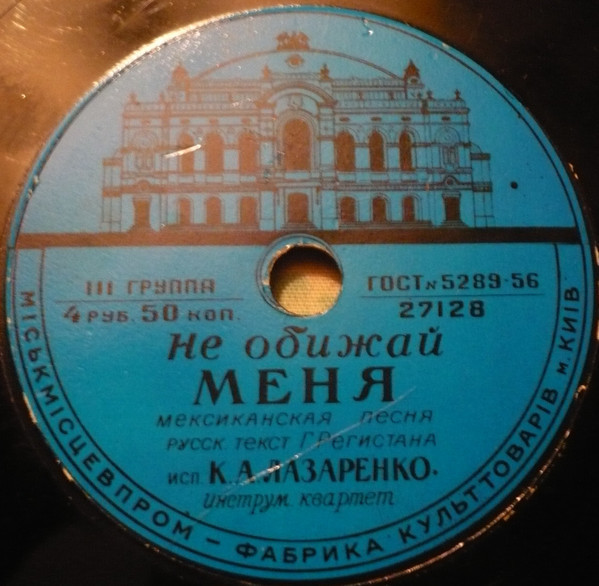 III ГРУППА
4 РУБ. 50 КОП.
ГОСТ N 5289-56
27128
Не обижай
МЕНЯ
МЕКСИКАНСКАЯ ПЕСНЯ
РУССК. ТЕКСТ Г. РЕГИСТАНА
ИСП. К.А. ЛАЗАРЕНКО.
ИНСТРУМ. КВАРТЕТ
МІСЬКМІСЦЕВПРОМ – ФАБРИКА КУЛЬТТОВАРІВ М. КИЇВ